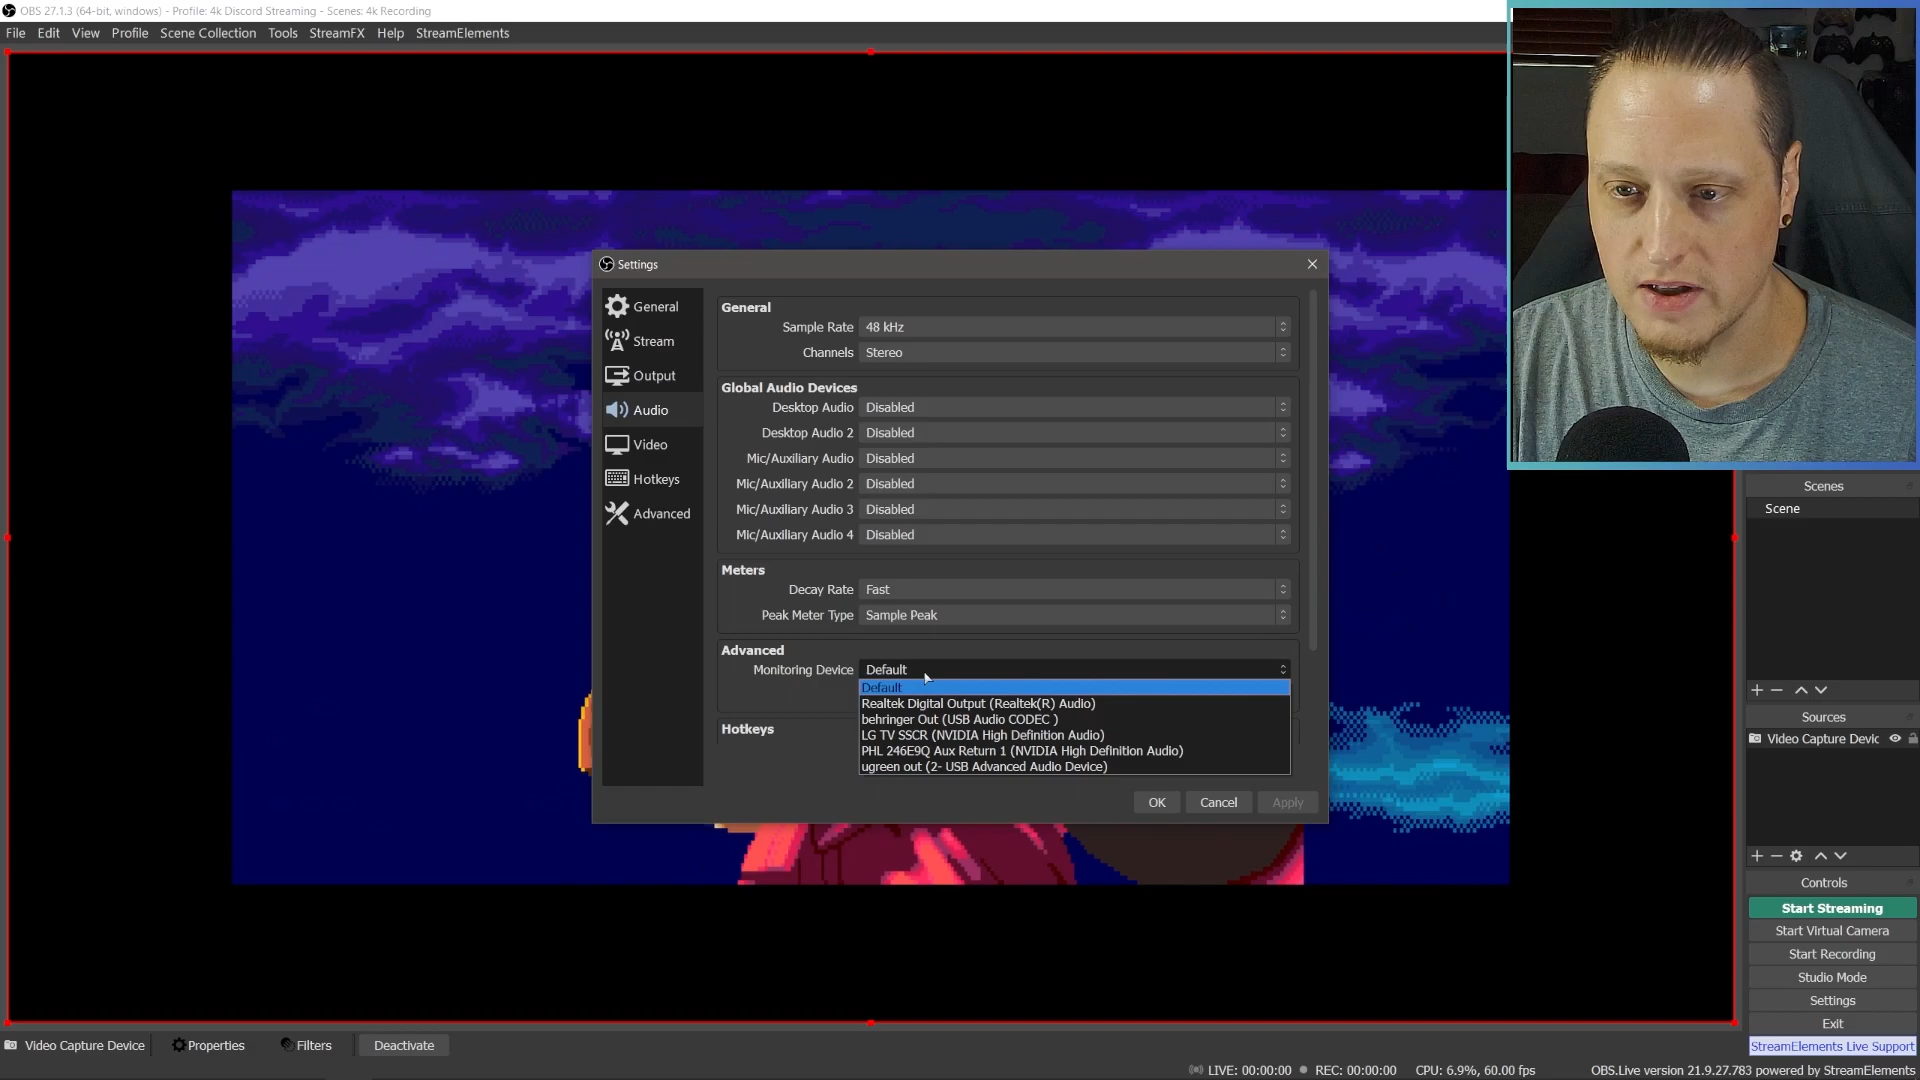 OBS 27.1.3 (64-bit, windows) - Profile: 4k Discord Streaming - Scenes: 4k Recording
File Edit View Profile Scene Collection Tools StreamFX Help StreamElements
Settings
General
Stream
Output
Audio
Video
Hotkeys
Advanced
General
Sample Rate 48 kHz
Channels Stereo
Global Audio Devices
Desktop Audio Disabled
Desktop Audio 2 Disabled
Mic/Auxiliary Audio Disabled
Mic/Auxiliary Audio 2 Disabled
Mic/Auxiliary Audio 3 Disabled
Mic/Auxiliary Audio 4 Disabled
Meters
Decay Rate Fast
Peak Meter Type Sample Peak
Advanced
Monitoring Device Default
Default
Realtek Digital Output (Realtek(R) Audio)
behringer Out (USB Audio CODEC )
LG TV SSCR (NVIDIA High Definition Audio)
PHL 246E9Q Aux Return 1 (NVIDIA High Definition Audio)
ugreen out (2- USB Advanced Audio Device)
Hotkeys
OK Cancel Apply
Scenes
Scene
Sources
Video Capture Devic
Controls
Start Streaming
Start Virtual Camera
Start Recording
Studio Mode
Settings
Exit
StreamElements Live Support
Video Capture Device Properties Filters Deactivate
LIVE: 00:00:00 REC: 00:00:00 CPU: 6.9%, 60.00 fps OBS.Live version 21.9.27.783 powered by StreamElements